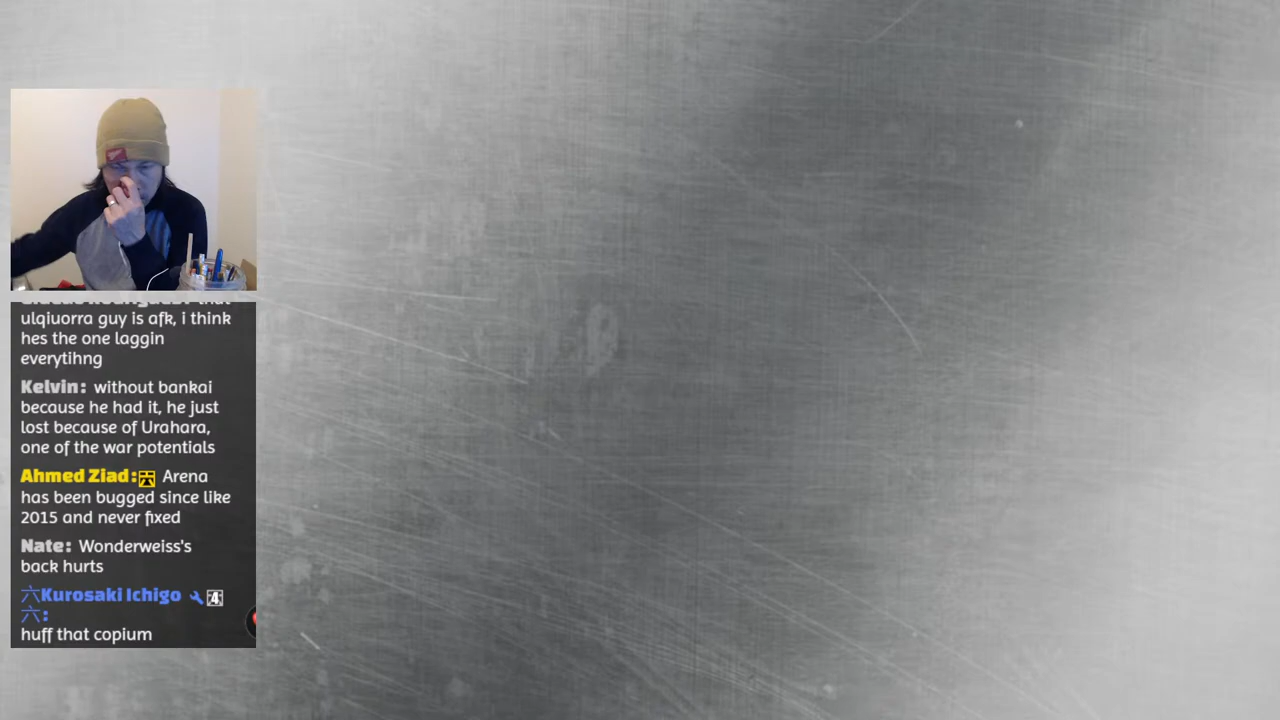 ulqiuorra guy is afk, i think
hes the one laggin
everytihng
Kelvin: without bankai
because he had it, he just
lost because of Urahara,
one of the war potentials
Ahmed Ziad: Arena
has been bugged since like
2015 and never fixed
Nate: Wonderweiss's
back hurts
六Kurosaki Ichigo 4
六:
huff that copium